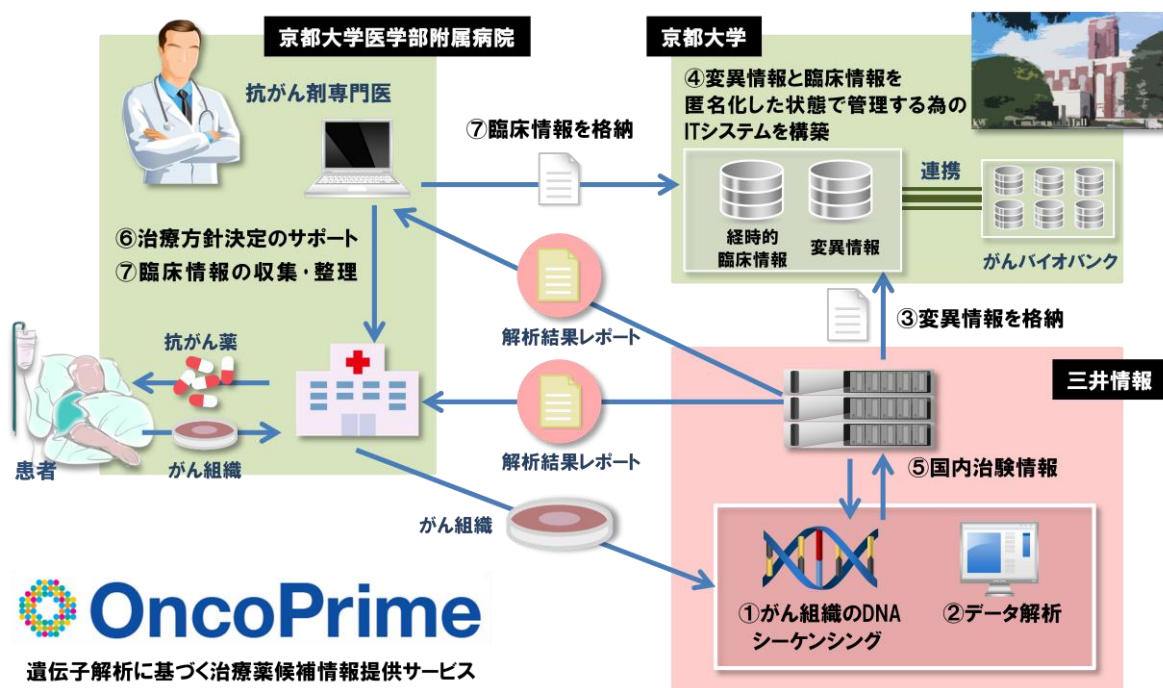 京都大学医学部附属病院
抗がん剤専門医
⑦臨床情報を格納
⑥治療方針決定のサポート
⑦臨床情報の収集・整理
抗がん薬
患者
がん組織
解析結果レポート
解析結果レポート
がん組織
京都大学
④変異情報と臨床情報を
匿名化した状態で管理する為の
ITシステムを構築
連携
経時的
臨床情報
変異情報
がんバイオバンク
③変異情報を格納
三井情報
⑤国内治験情報
①がん組織のDNA
シーケンシング
②データ解析
OncoPrime
遺伝子解析に基づく治療薬候補情報提供サービス